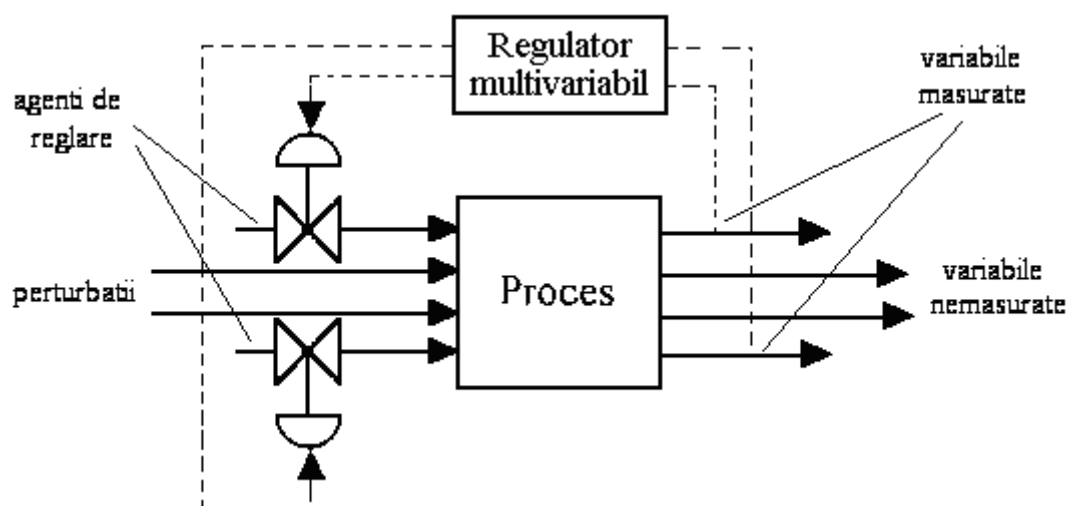 Regulator
multivariabil
variabile
masurate
agenti de
reglare
perturbatii
Proces
variabile
nemasurate